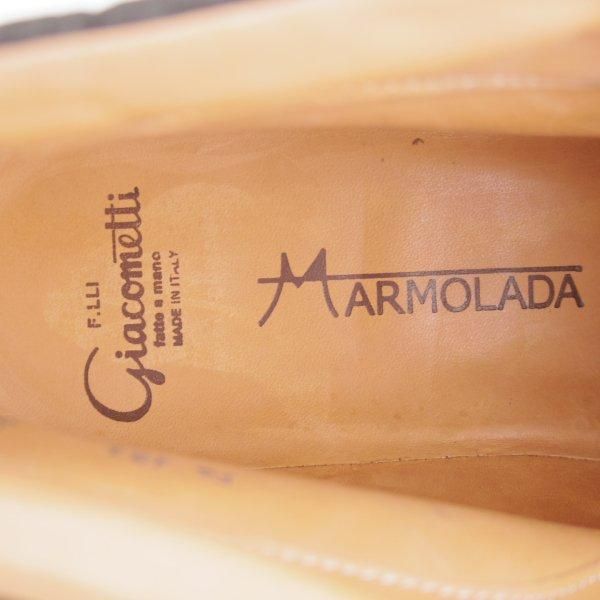 F.LLI
Giacometti
fatto a mano
MADE IN ITALY
MARMOLADA